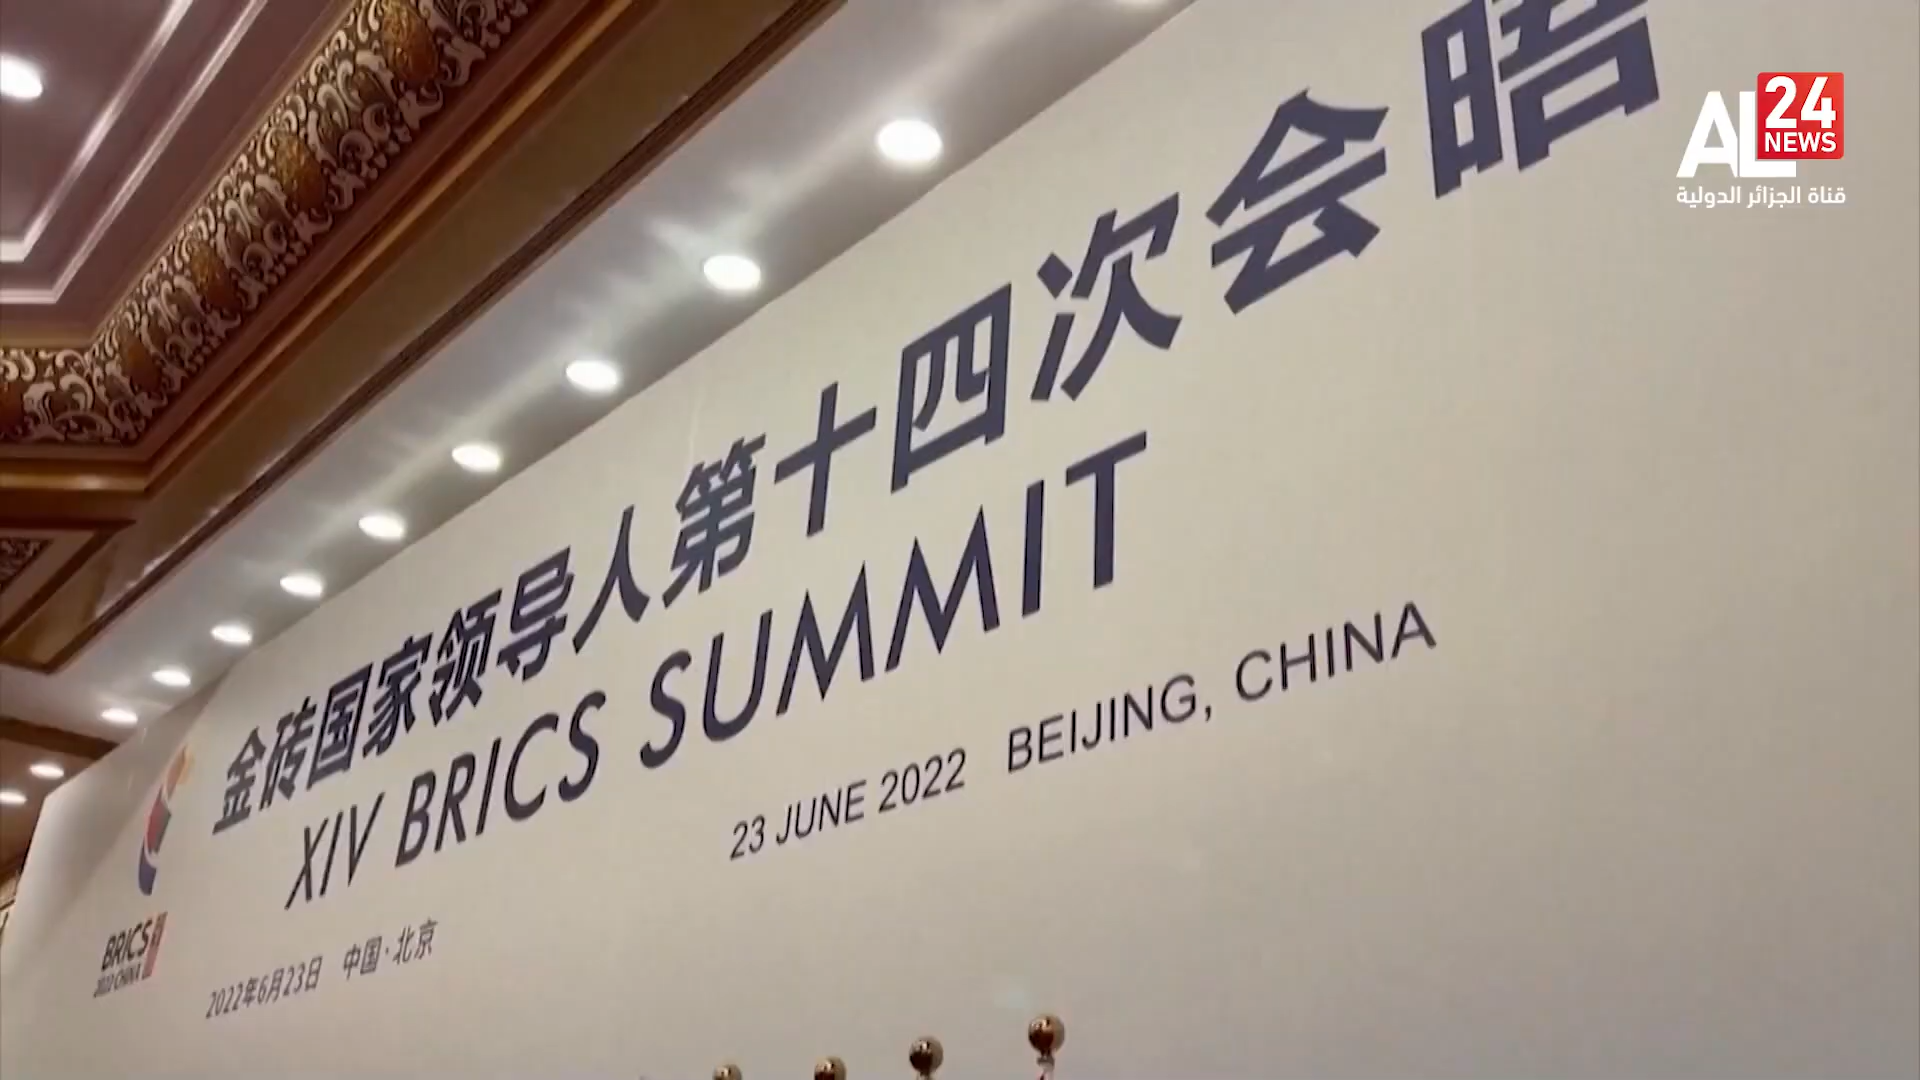 AL
24
NEWS
قناة الجزائر الدولية
金砖国家领导人第十四次会晤
XIV BRICS SUMMIT
23 JUNE 2022 BEIJING, CHINA
BRICS
2022 CHINA
2022年6月23日 中国·北京